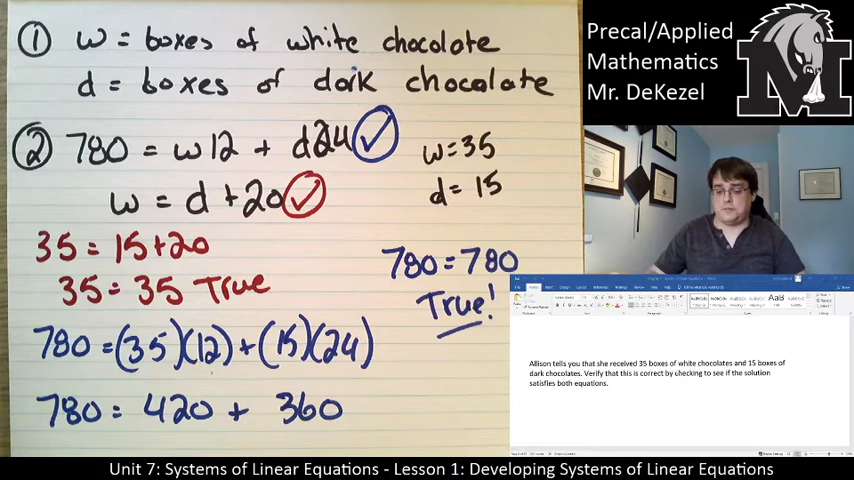 ① w = boxes of white chocolate
d = boxes of dark chocolate
② 780 = w12 + d24 ✓
w = d + 20 ✓
w = 35
d = 15
35 = 15 + 20
35 = 35 True
780 = 780
True!
780 = (35)(12) + (15)(24)
780 = 420 + 360
Precal/Applied
Mathematics
Mr. DeKezel
M
Allison tells you that she received 35 boxes of white chocolates and 15 boxes of
dark chocolates. Verify that this is correct by checking to see if the solution
satisfies both equations.
Unit 7: Systems of Linear Equations - Lesson 1: Developing Systems of Linear Equations